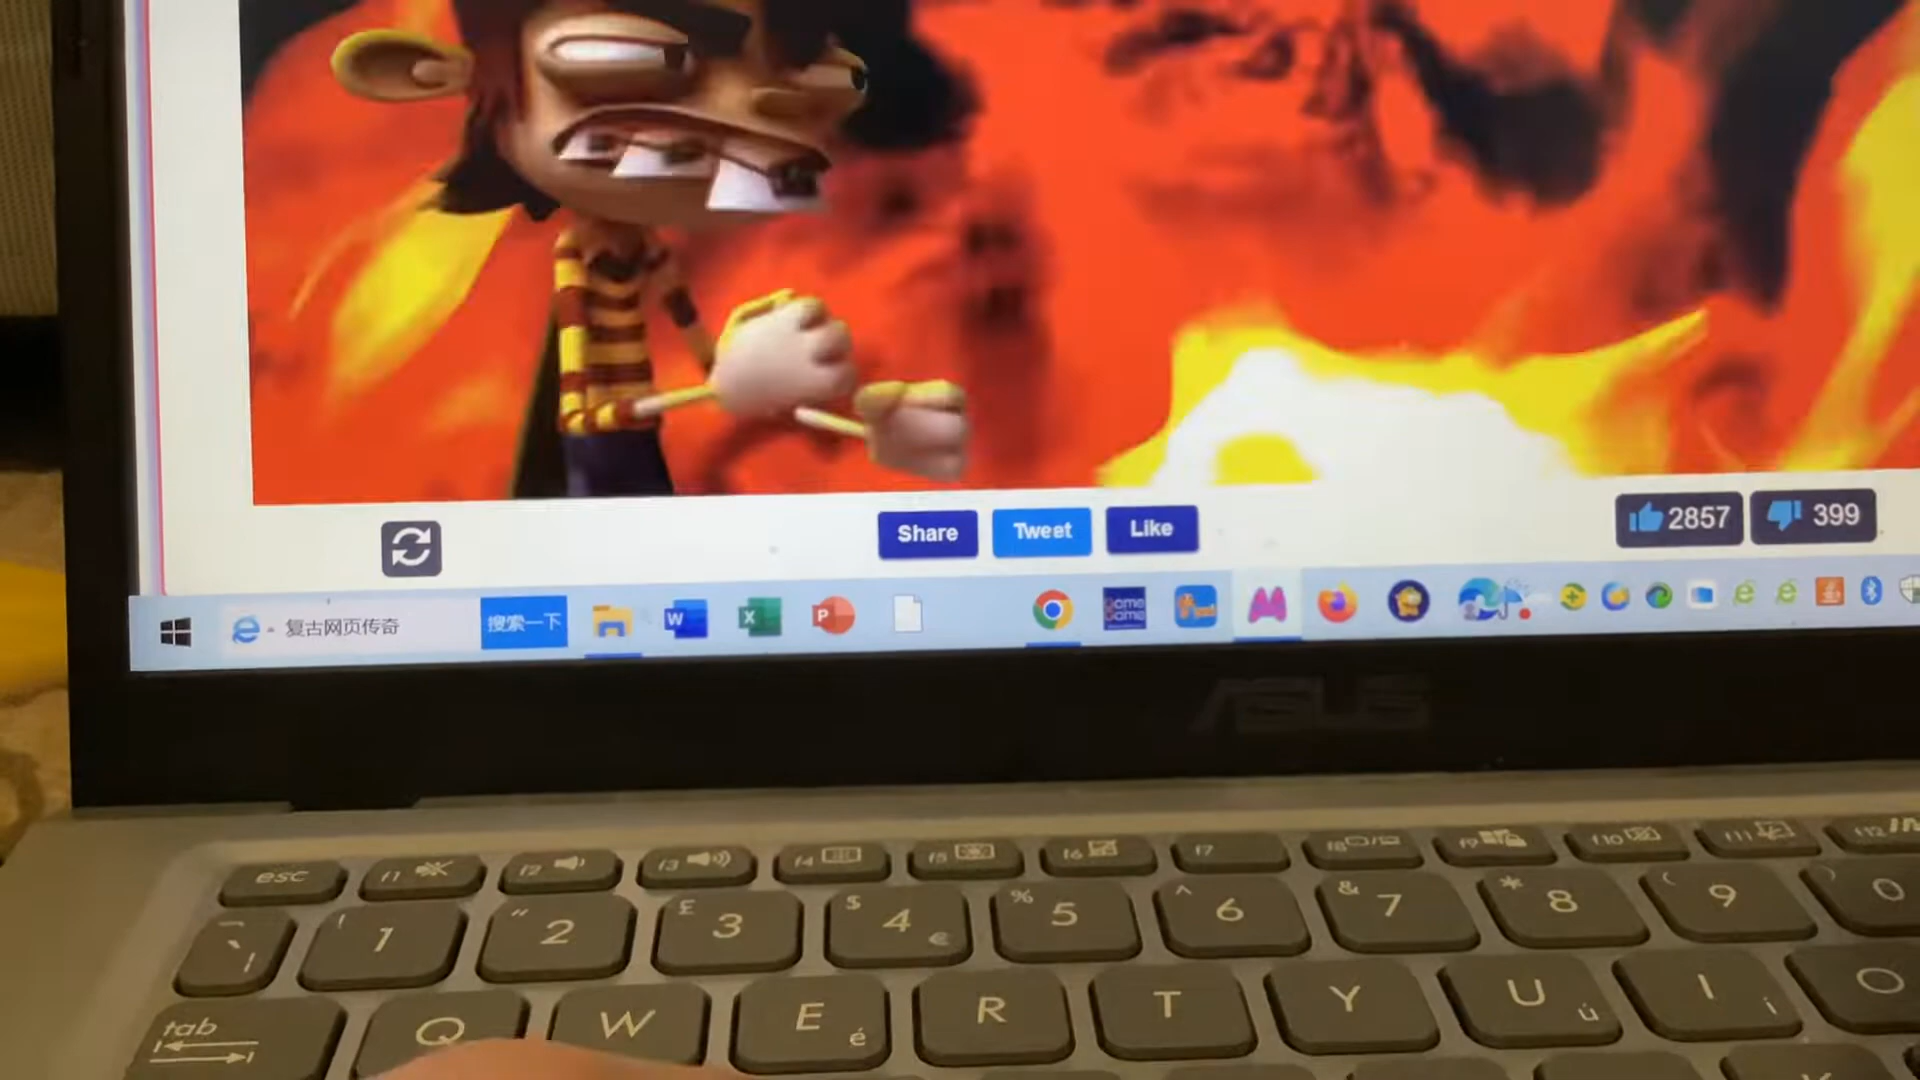 Share Tweet Like 2857 399
复古网页传奇 搜索一下 W X P Game Game
ASUS
esc f1 f2 f3 f4 f5 f6 f7 f8 f9 f10 f11 f12
! 1 " 2 £ 3 $ 4 € % 5 ^ 6 & 7 * 8 ( 9 ) 0
tab Q W E é R T Y U ú I í O